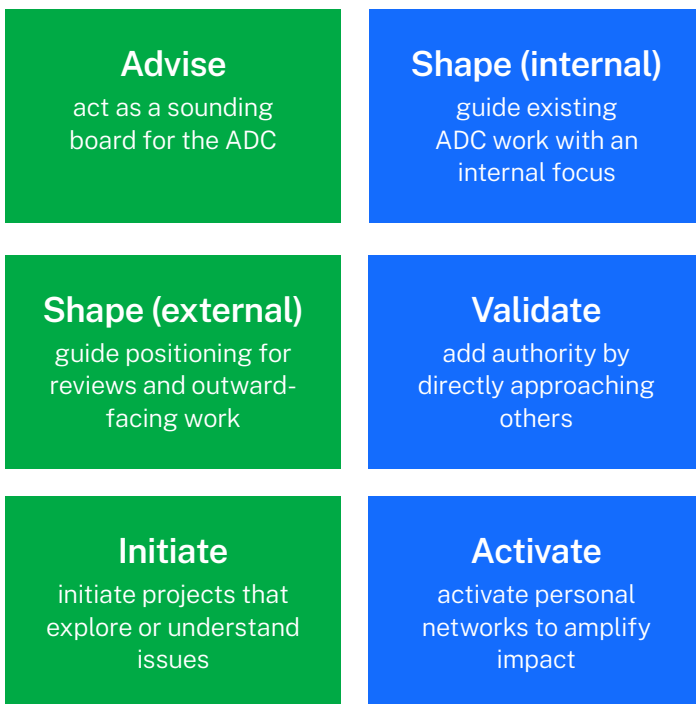 Advise
act as a sounding
board for the ADC
Shape (internal)
guide existing
ADC work with an
internal focus
Shape (external)
guide positioning for
reviews and outward-
facing work
Validate
add authority by
directly approaching
others
Initiate
initiate projects that
explore or understand
issues
Activate
activate personal
networks to amplify
impact